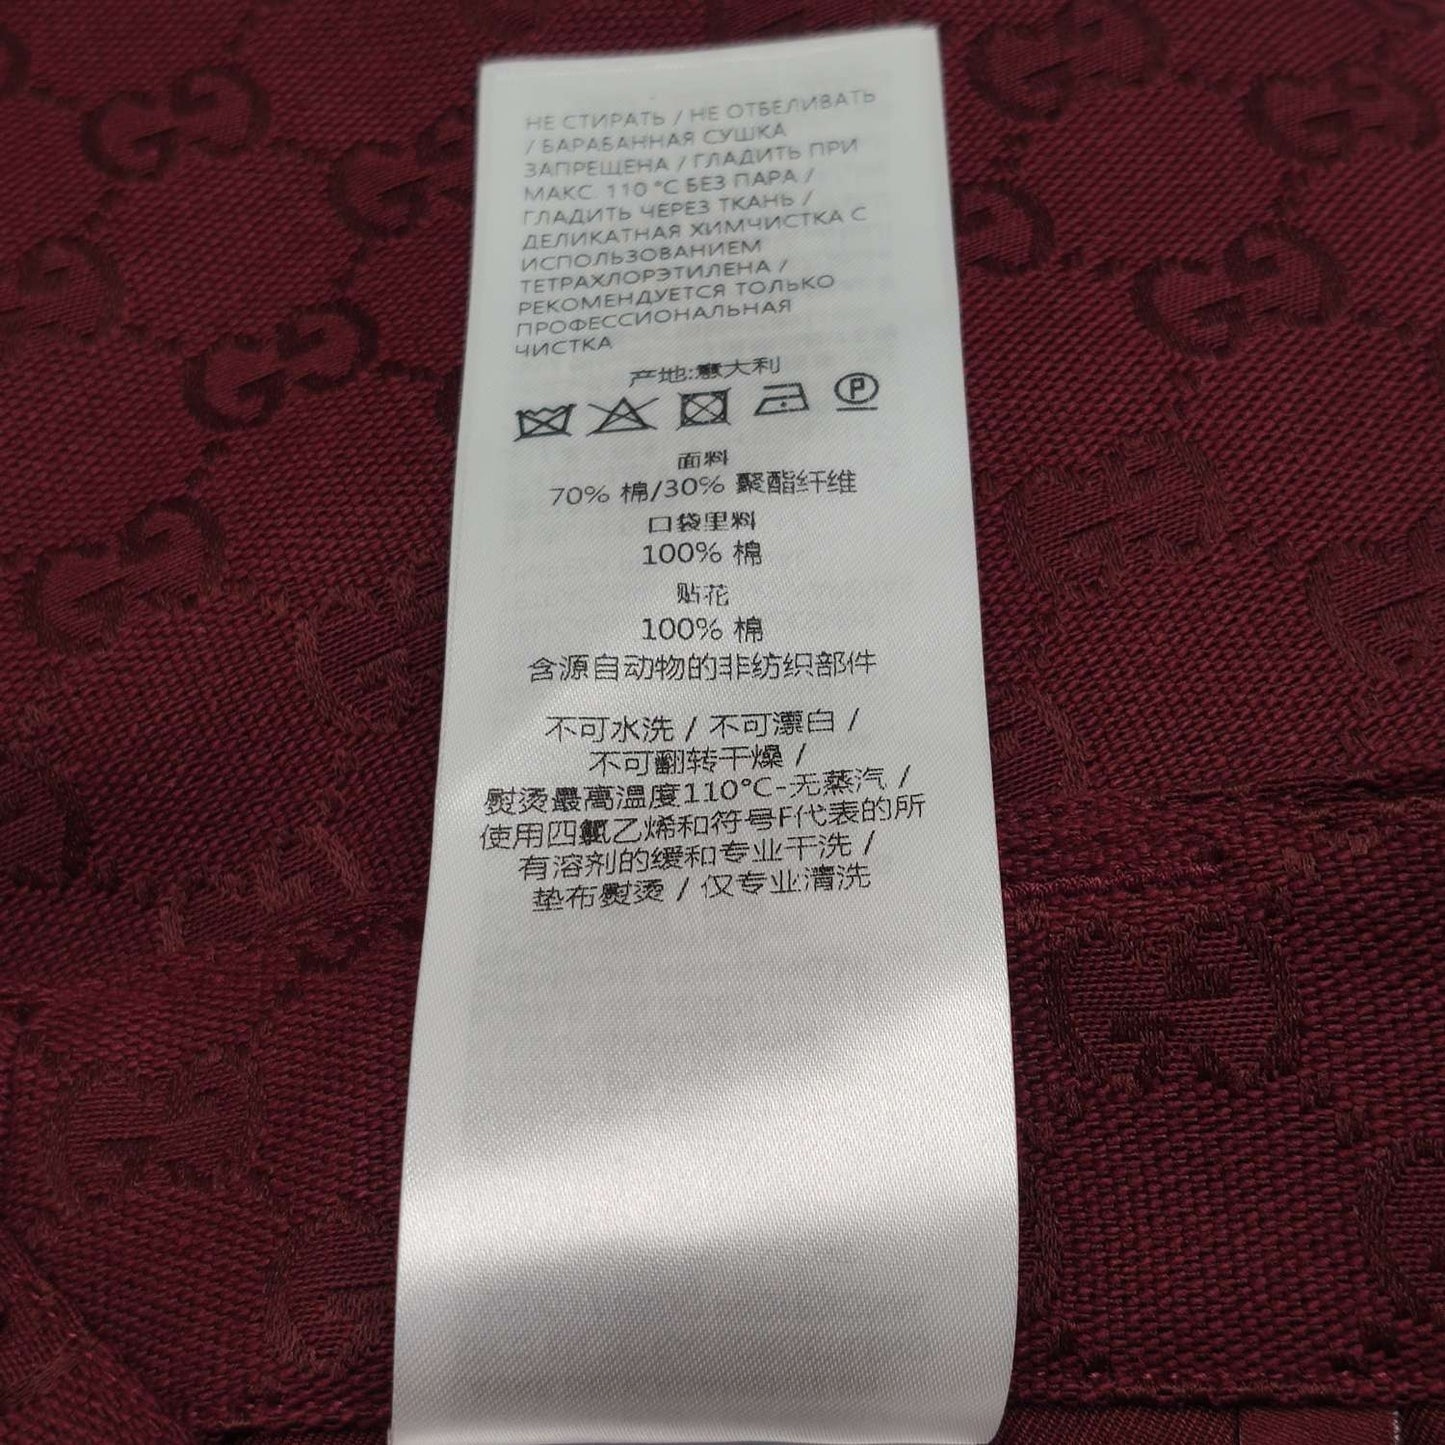 НЕ СТИРАТЬ / НЕ ОТБЕЛИВАТЬ
/ БАРАБАННАЯ СУШКА
ЗАПРЕЩЕНА / ГЛАДИТЬ ПРИ
МАКС. 110 °C БЕЗ ПАРА /
ГЛАДИТЬ ЧЕРЕЗ ТКАНЬ /
ДЕЛИКАТНАЯ ХИМЧИСТКА С
ИСПОЛЬЗОВАНИЕМ
ТЕТРАХЛОРЭТИЛЕНА /
РЕКОМЕНДУЕТСЯ ТОЛЬКО
ПРОФЕССИОНАЛЬНАЯ
ЧИСТКА
产地:意大利
P
面料
70% 棉/30% 聚酯纤维
口袋里料
100% 棉
贴花
100% 棉
含源自动物的非纺织部件
不可水洗 / 不可漂白 /
不可翻转干燥 /
熨烫最高温度110°C-无蒸汽 /
使用四氯乙烯和符号F代表的所
有溶剂的缓和专业干洗 /
垫布熨烫 / 仅专业清洗